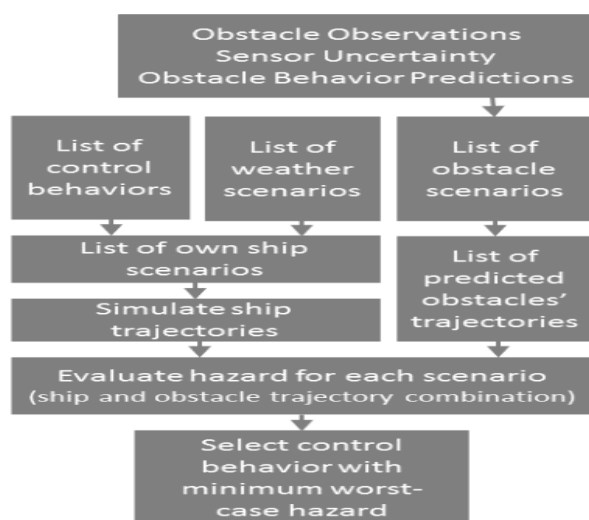 Obstacle Observations
Sensor Uncertainty
Obstacle Behavior Predictions
List of
control
behaviors
List of
weather
scenarios
List of
obstacle
scenarios
List of own ship
scenarios
List of
predicted
obstacles’
trajectories
Simulate ship
trajectories
Evaluate hazard for each scenario
(ship and obstacle trajectory combination)
Select control
behavior with
minimum worst-
case hazard